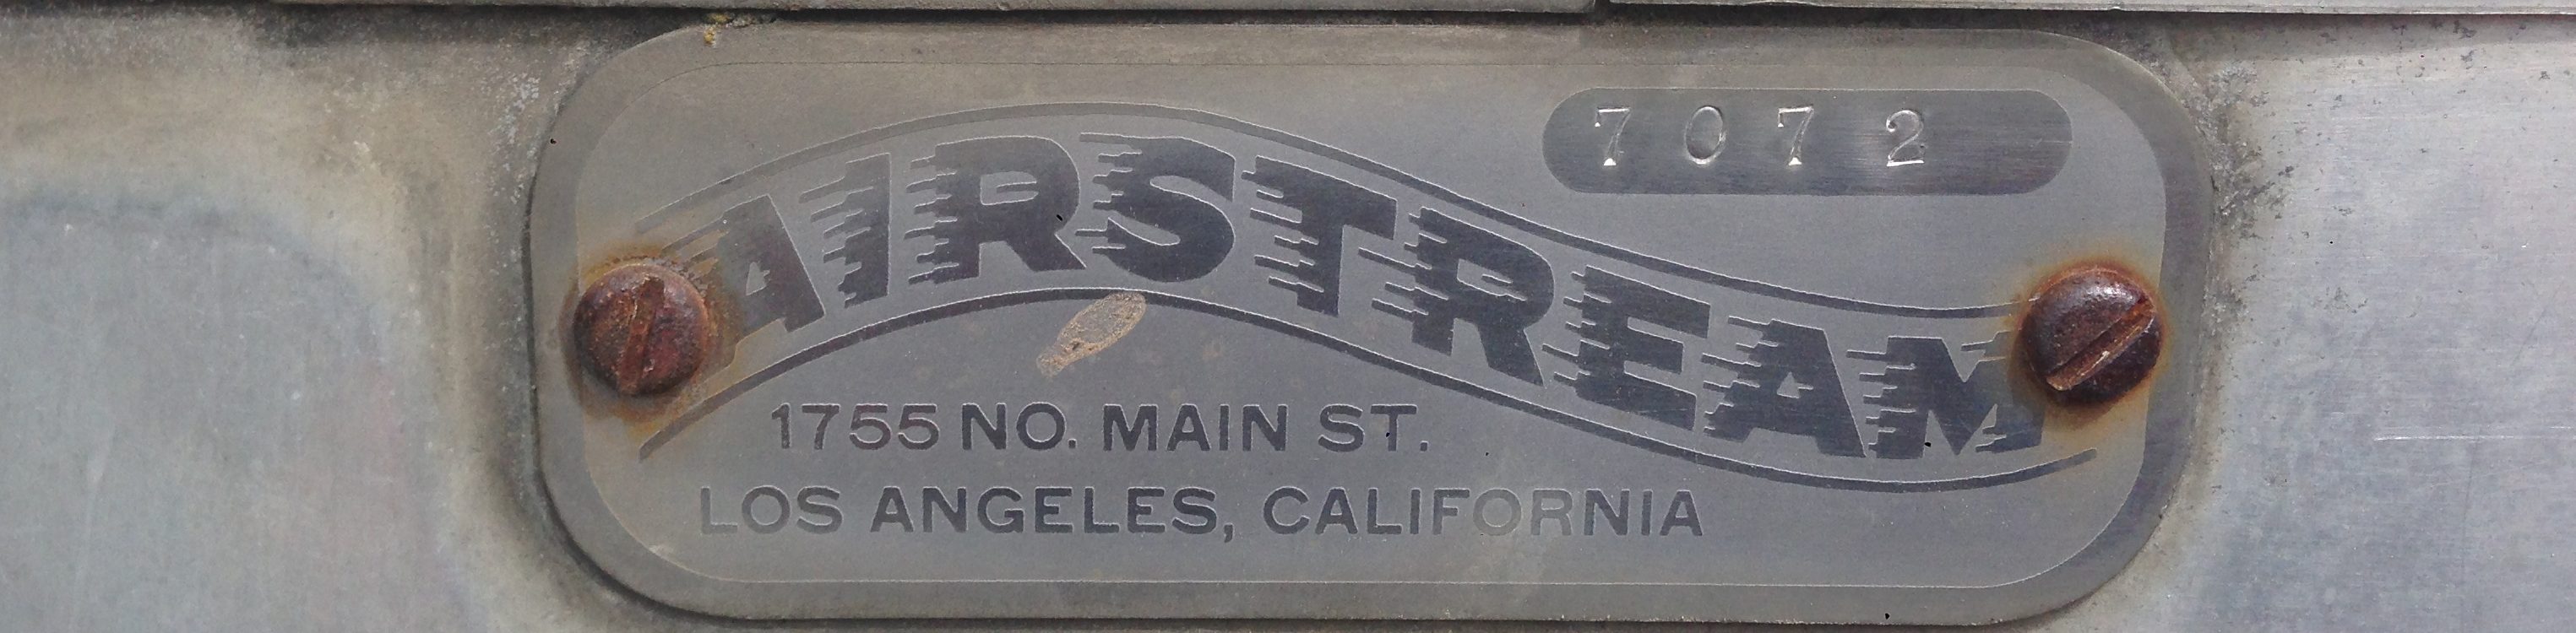 7072
AIRSTREAM
1755 NO. MAIN ST.
LOS ANGELES, CALIFORNIA